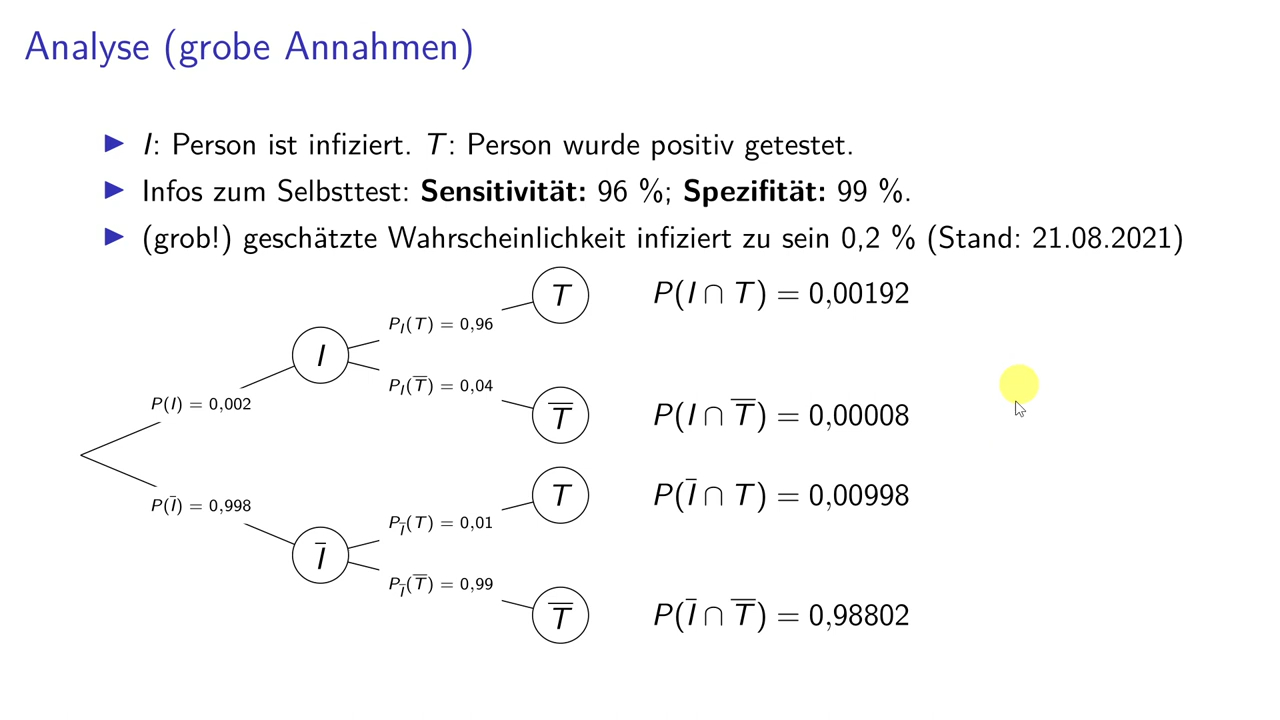 Analyse (grobe Annahmen)
▶ I: Person ist infiziert. T: Person wurde positiv getestet.
▶ Infos zum Selbsttest: Sensitivität: 96 %; Spezifität: 99 %.
▶ (grob!) geschätzte Wahrscheinlichkeit infiziert zu sein 0,2 % (Stand: 21.08.2021)
T P(I ∩ T) = 0,00192
P_I(T) = 0,96
I
P_I(T̅) = 0,04
P(I) = 0,002
T̅ P(I ∩ T̅) = 0,00008
T P(Ī ∩ T) = 0,00998
P(Ī) = 0,998
P_Ī(T) = 0,01
Ī
P_Ī(T̅) = 0,99
T̅ P(Ī ∩ T̅) = 0,98802